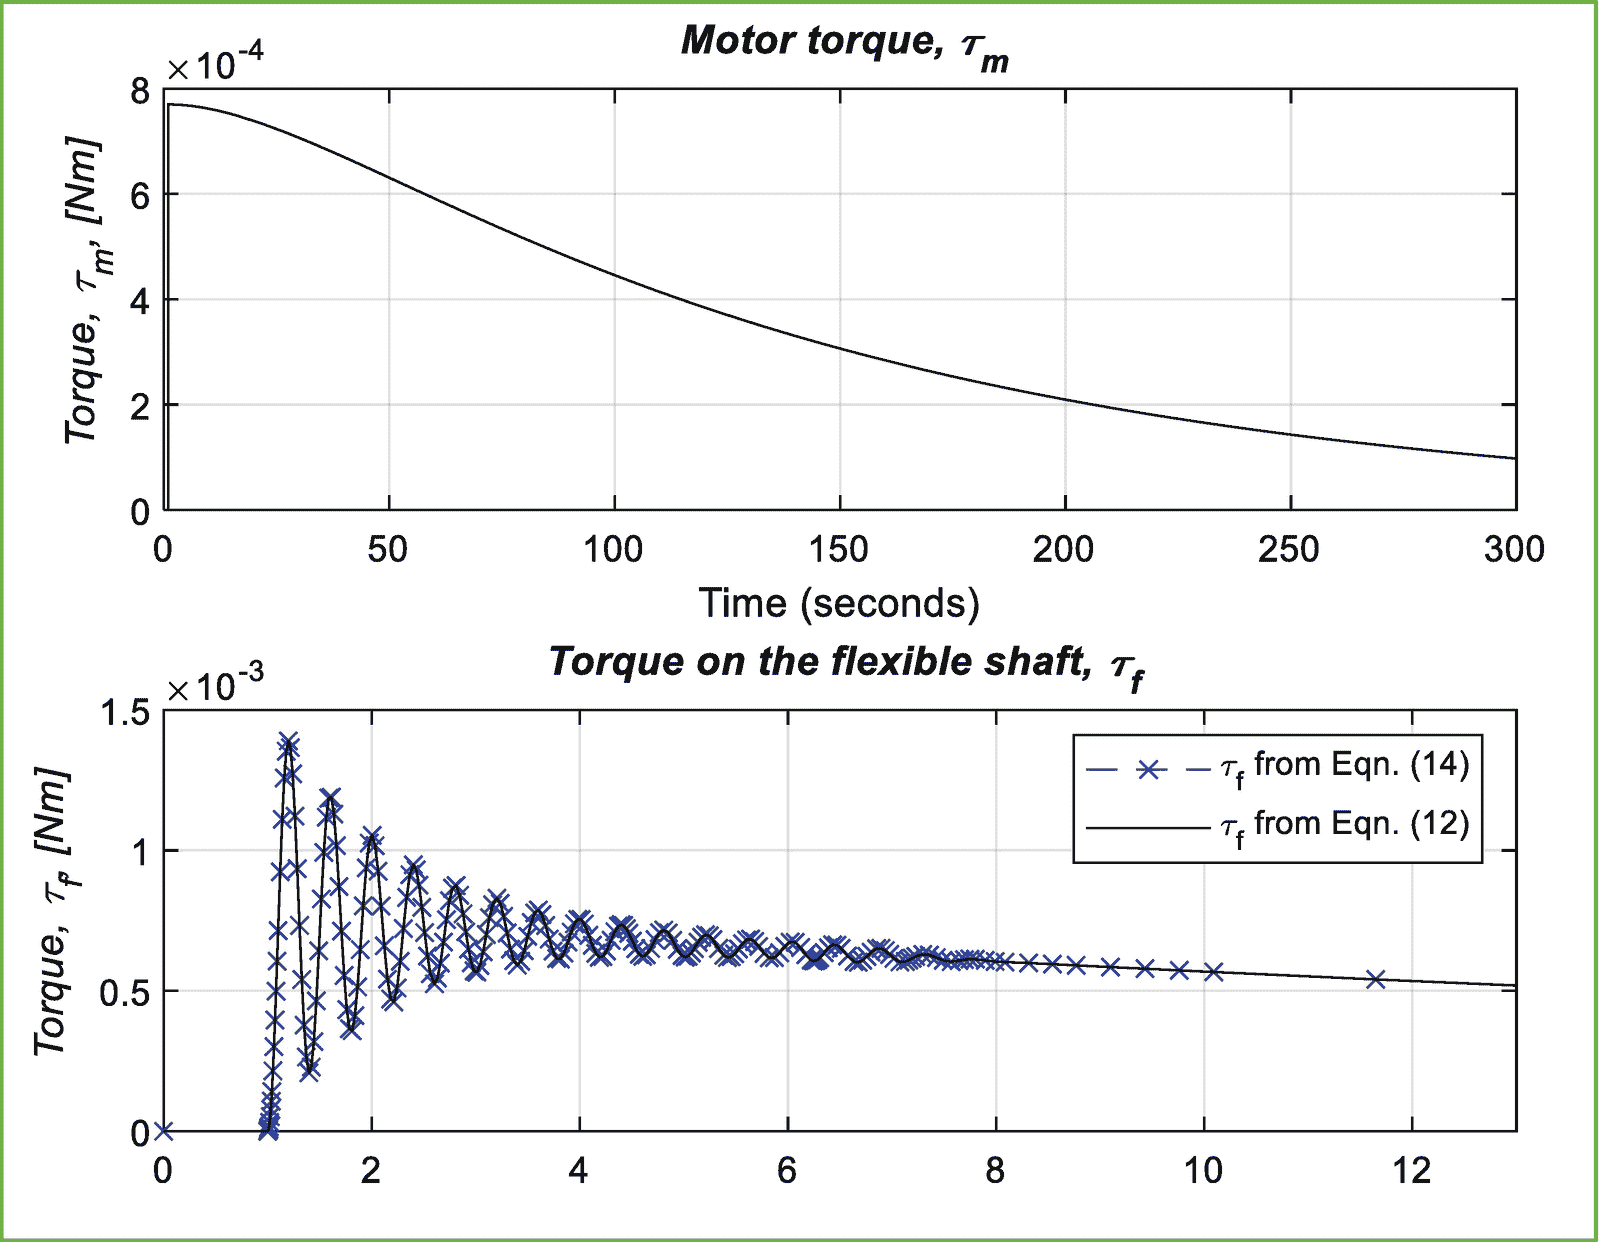 Motor torque, τm
×10-4
8
6
4
2
0
Torque, τm, [Nm]
0 50 100 150 200 250 300
Time (seconds)
Torque on the flexible shaft, τf
×10-3
1.5
1
0.5
0
Torque, τf, [Nm]
τf from Eqn. (14)
τf from Eqn. (12)
0 2 4 6 8 10 12